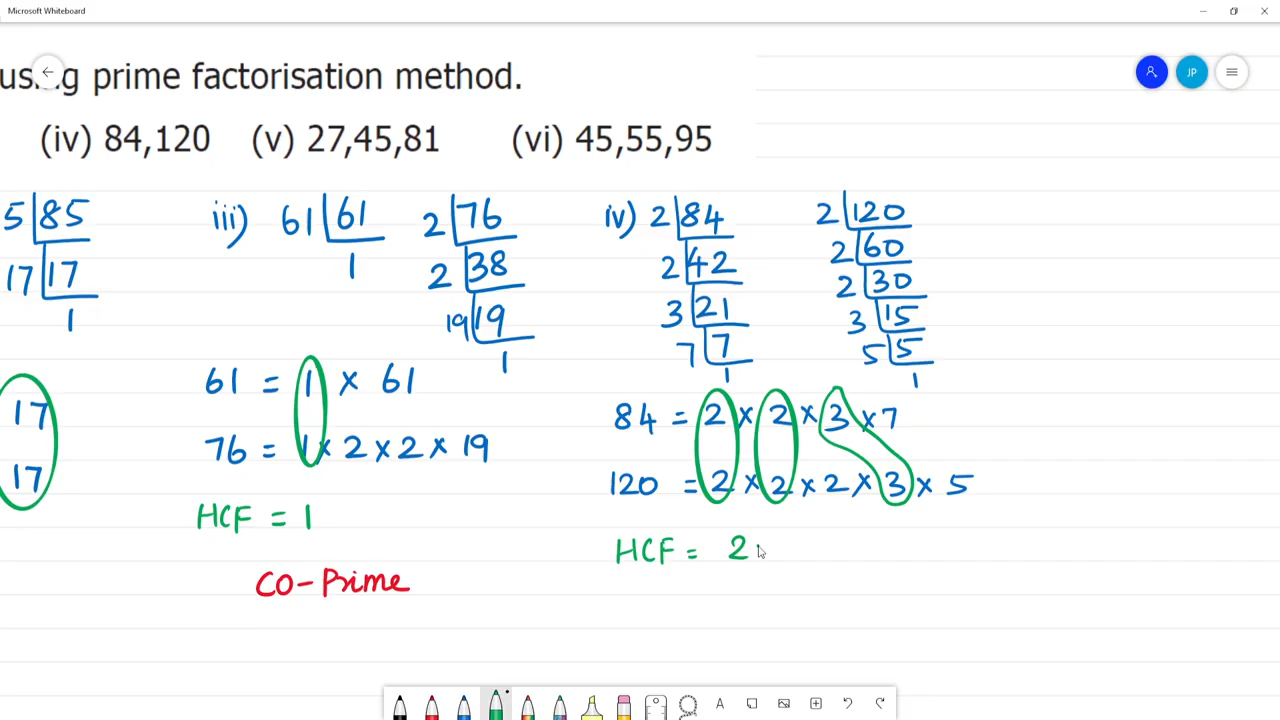 Microsoft Whiteboard
using prime factorisation method.
(iv) 84,120 (v) 27,45,81 (vi) 45,55,95
5 85
17 17
1
17
17
iii) 61 61
1
2 76
2 38
19 19
1
61 = 1 × 61
76 = 1 × 2 × 2 × 19
HCF = 1
CO-Prime
iv) 2 84
2 42
3 21
7 7
1
2 120
2 60
2 30
3 15
5 5
1
84 = 2 × 2 × 3 × 7
120 = 2 × 2 × 2 × 3 × 5
HCF = 2
JP
A